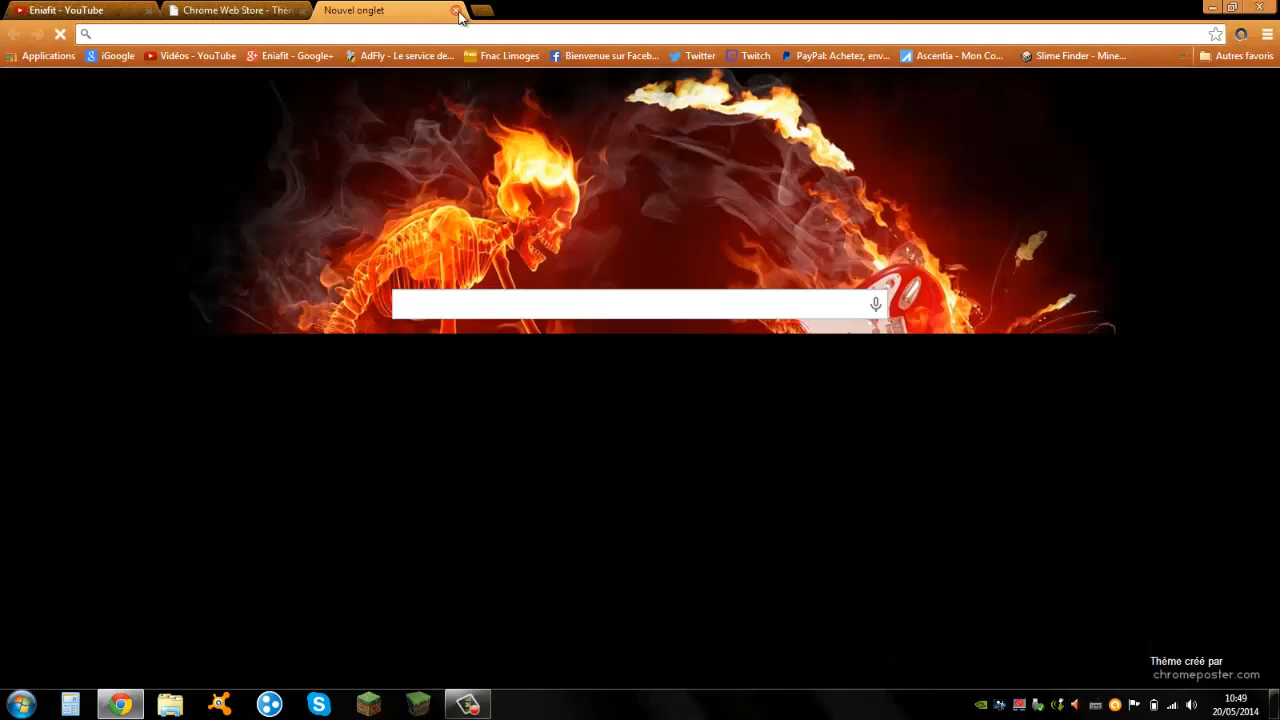 Eniafit - YouTube
Chrome Web Store - Thèm
Nouvel onglet
Applications
iGoogle
Vidéos - YouTube
Eniafit - Google+
AdFly - Le service de...
Fnac Limoges
Bienvenue sur Faceb...
Twitter
Twitch
PayPal: Achetez, env...
Ascentia - Mon Co...
Slime Finder - Mine...
Autres favoris
Thème créé par
chromeposter.com
10:49
20/05/2014